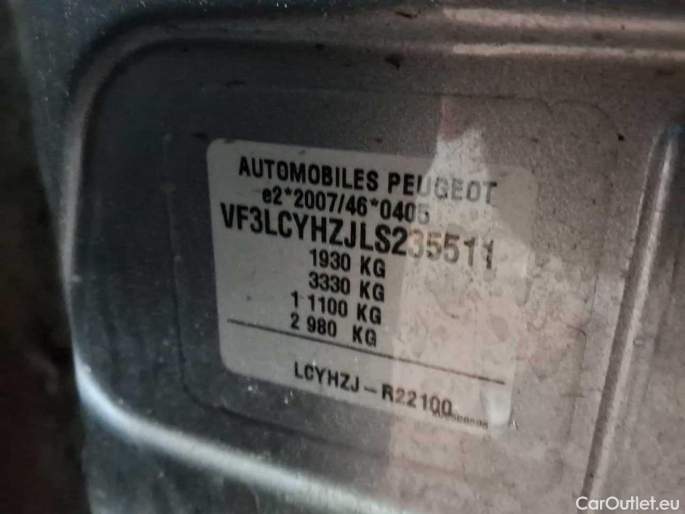 AUTOMOBILES PEUGEOT
e2*2007/46*0405
VF3LCYHZJLS235511
1930 KG
3330 KG
1 1100 KG
2 980 KG
LCYHZJ-R22100
CarOutlet.eu